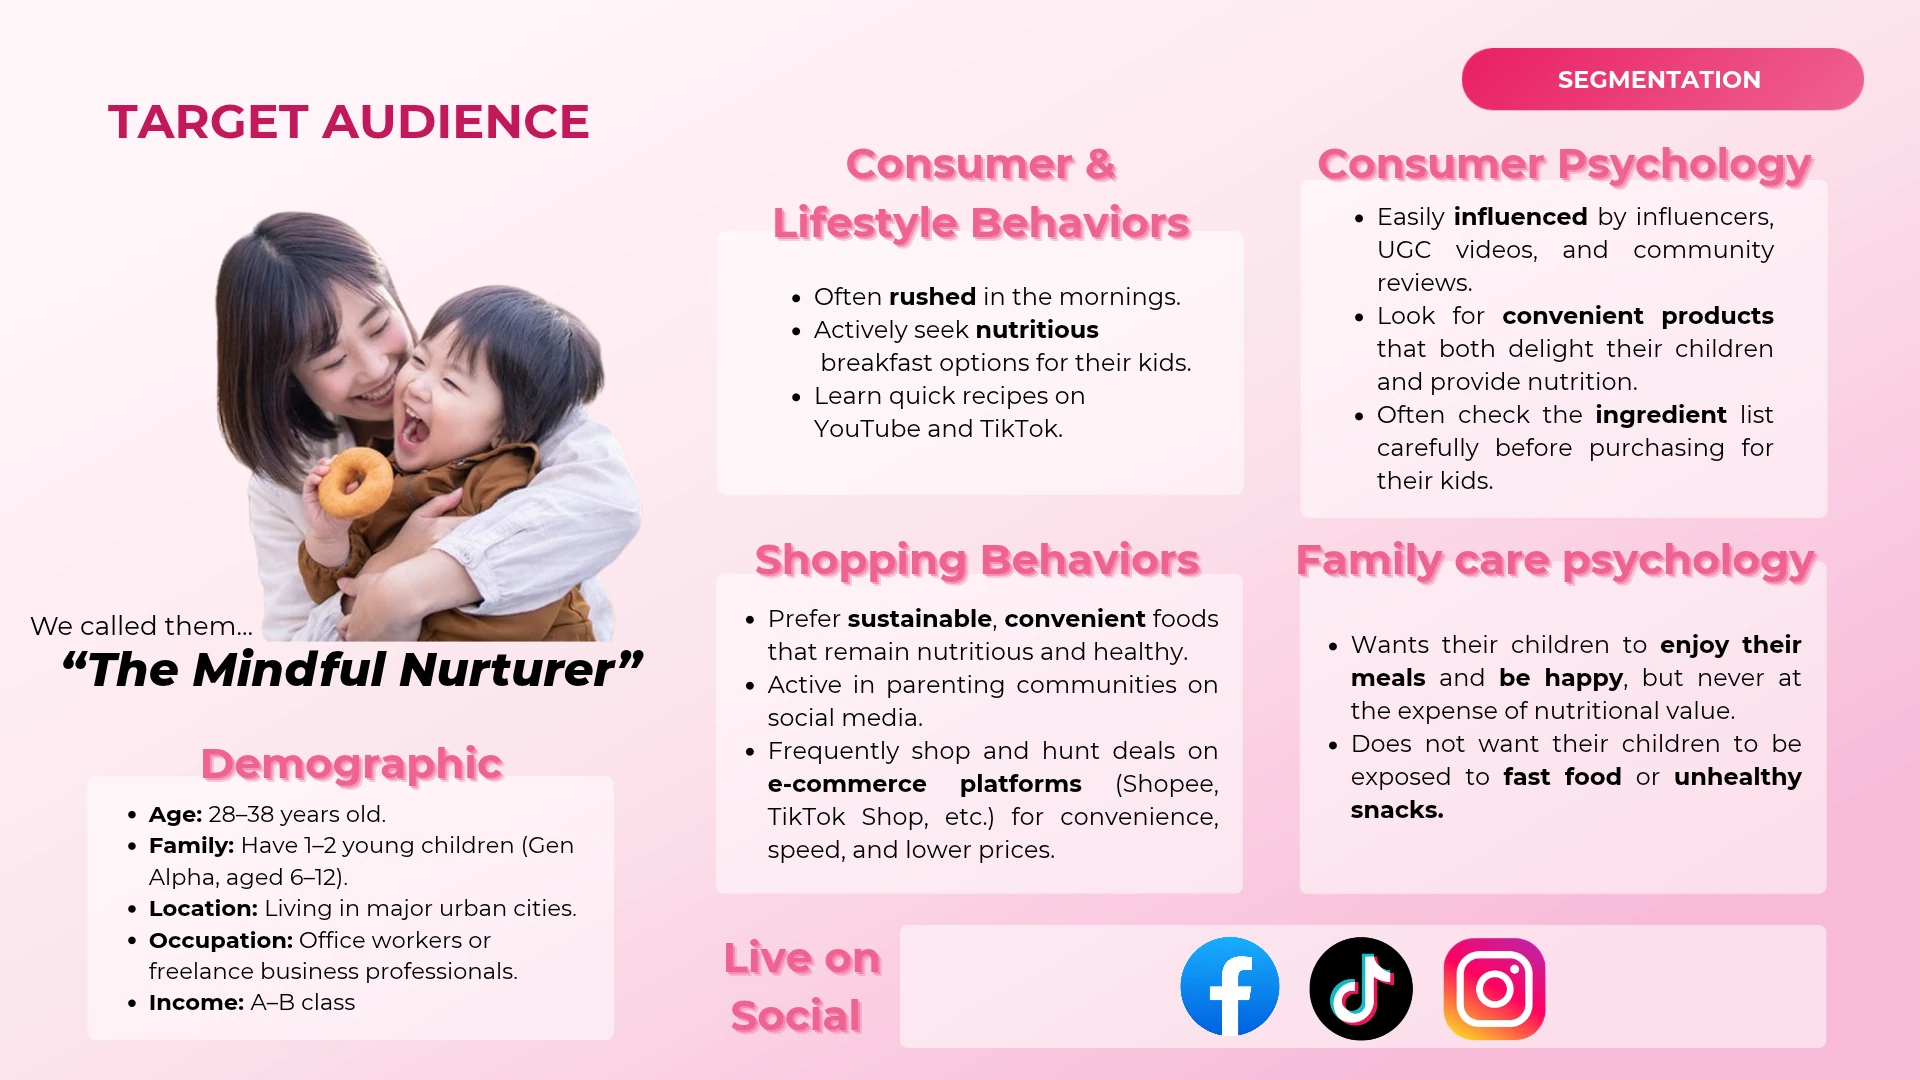 SEGMENTATION
TARGET AUDIENCE
We called them...
“The Mindful Nurturer”
Demographic
• Age: 28–38 years old.
• Family: Have 1–2 young children (Gen
Alpha, aged 6–12).
• Location: Living in major urban cities.
• Occupation: Office workers or
freelance business professionals.
• Income: A–B class
Consumer &
Lifestyle Behaviors
• Often rushed in the mornings.
• Actively seek nutritious
breakfast options for their kids.
• Learn quick recipes on
YouTube and TikTok.
Consumer Psychology
• Easily influenced by influencers,
UGC videos, and community
reviews.
• Look for convenient products
that both delight their children
and provide nutrition.
• Often check the ingredient list
carefully before purchasing for
their kids.
Shopping Behaviors
• Prefer sustainable, convenient foods
that remain nutritious and healthy.
• Active in parenting communities on
social media.
• Frequently shop and hunt deals on
e-commerce platforms (Shopee,
TikTok Shop, etc.) for convenience,
speed, and lower prices.
Family care psychology
• Wants their children to enjoy their
meals and be happy, but never at
the expense of nutritional value.
• Does not want their children to be
exposed to fast food or unhealthy
snacks.
Live on
Social